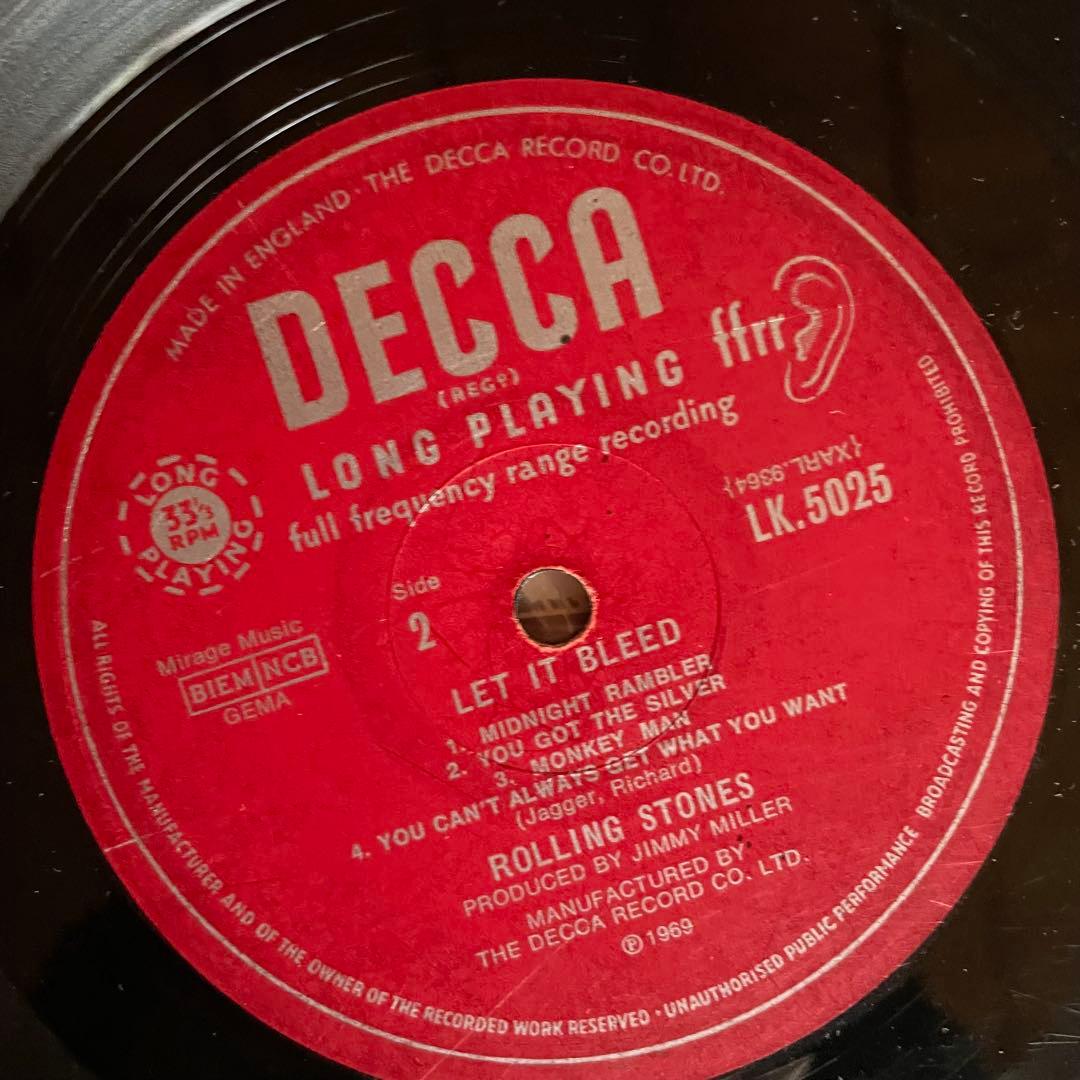 MADE IN ENGLAND · THE DECCA RECORD CO. LTD.
DECCA
(REGD)
LONG PLAYING
ffrr
full frequency range recording
LONG
33⅓
RPM
PLAYING
{XARL.9364}
LK.5025
Side
2
Mirage Music
BIEM NCB
GEMA
LET IT BLEED
1. MIDNIGHT RAMBLER
2. YOU GOT THE SILVER
3. MONKEY MAN
4. YOU CAN'T ALWAYS GET WHAT YOU WANT
(Jagger, Richard)
ROLLING STONES
PRODUCED BY JIMMY MILLER
MANUFACTURED BY
THE DECCA RECORD CO. LTD.
℗ 1969
ALL RIGHTS OF THE MANUFACTURER AND OF THE OWNER OF THE RECORDED WORK RESERVED · UNAUTHORISED PUBLIC PERFORMANCE BROADCASTING AND COPYING OF THIS RECORD PROHIBITED